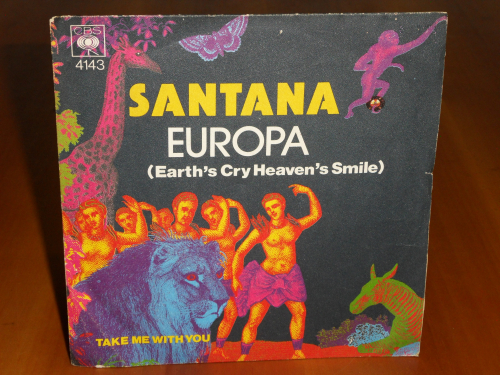 CBS
4143
SANTANA
EUROPA
(Earth's Cry Heaven's Smile)
TAKE ME WITH YOU